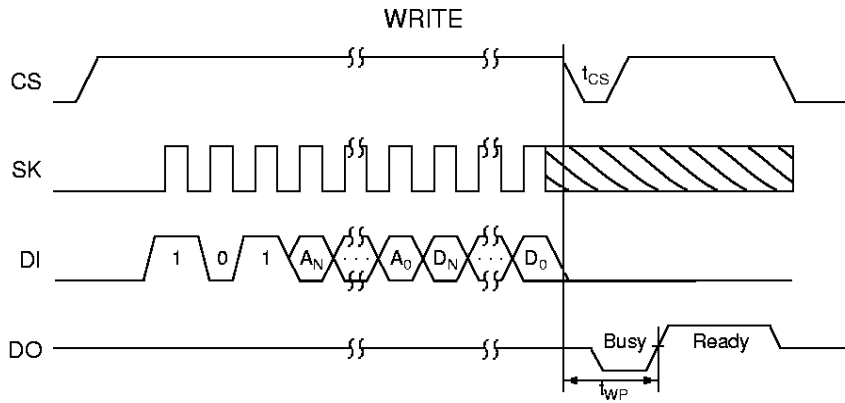 WRITE
CS
t_CS
SK
DI
1 0 1 A_N · · · A_0 D_N · · · D_0
DO
Busy Ready
t_WP